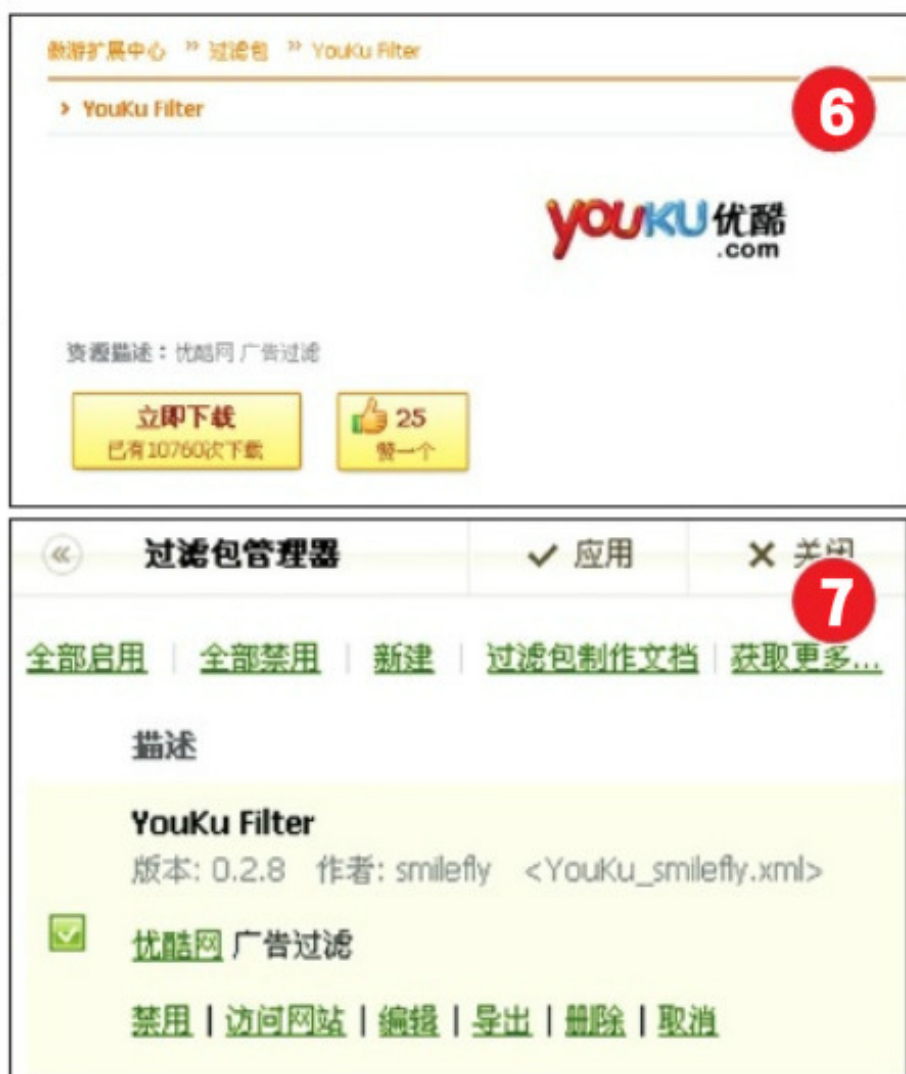 傲游扩展中心 » 过滤包 » YouKu Filter
› YouKu Filter
6
YOUKU优酷
.com
资源描述：优酷网 广告过滤
立即下载
已有10760次下载
25
赞一个
« 过滤包管理器 ✓ 应用 ✕ 关闭
7
全部启用 | 全部禁用 | 新建 | 过滤包制作文档 | 获取更多...
描述
YouKu Filter
版本: 0.2.8 作者: smilefly <YouKu_smilefly.xml>
优酷网 广告过滤
禁用 | 访问网站 | 编辑 | 导出 | 删除 | 取消